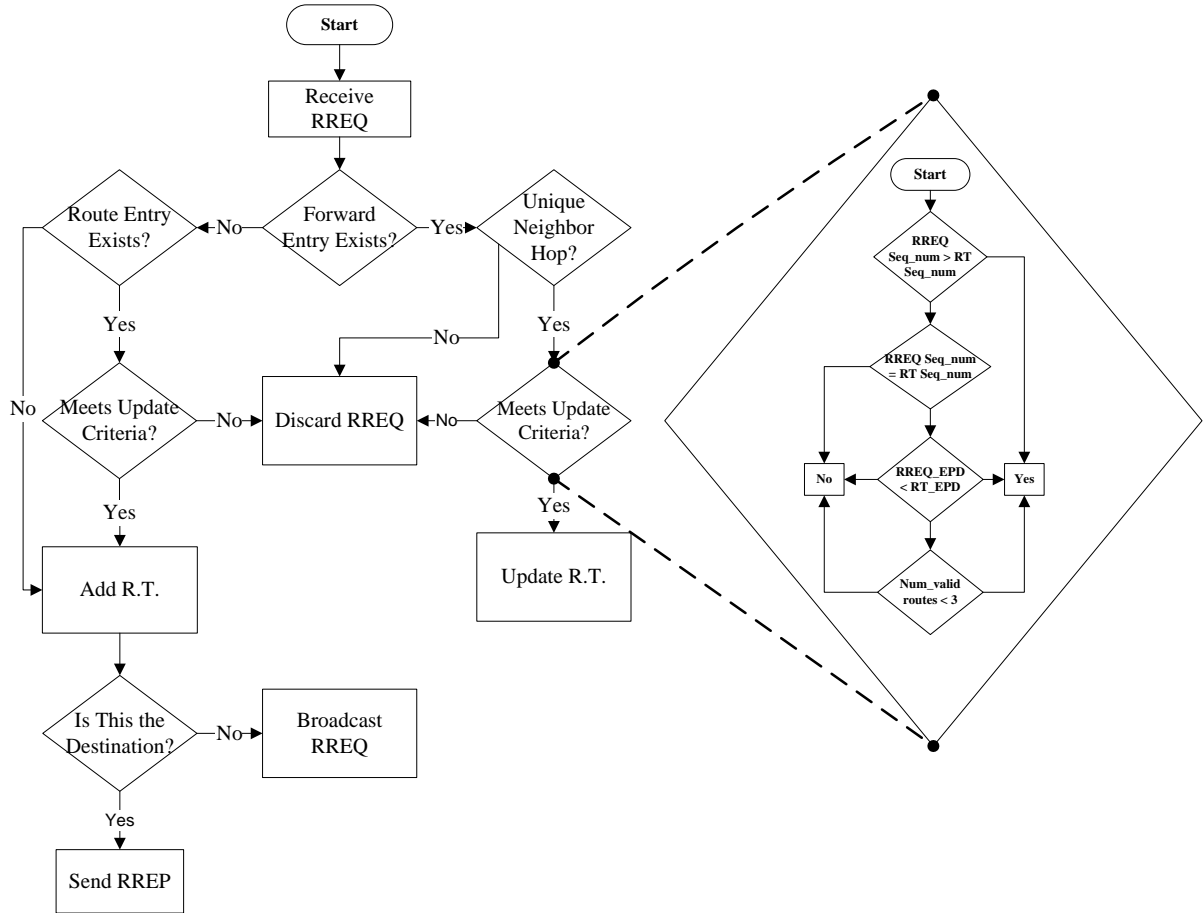 Start
Receive
RREQ
Route Entry
Exists?
No
Forward
Entry Exists?
Yes
Unique
Neighbor
Hop?
Yes
No
Yes
No
Meets Update
Criteria?
No
Discard RREQ
No
Meets Update
Criteria?
Yes
Yes
Add R.T.
Update R.T.
Is This the
Destination?
No
Broadcast
RREQ
Yes
Send RREP
Start
RREQ
Seq_num > RT
Seq_num
RREQ Seq_num
= RT Seq_num
No
RREQ_EPD
< RT_EPD
Yes
Num_valid
routes < 3